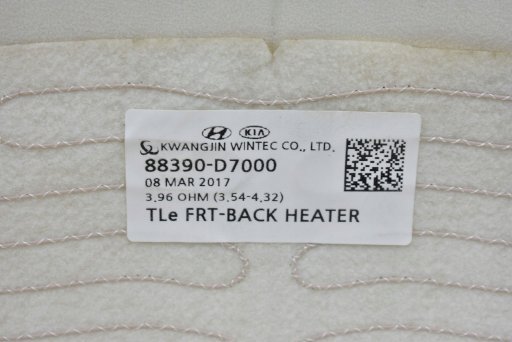 KIA
KWANGJIN WINTEC CO., LTD.
88390-D7000
08 MAR 2017
3.96 OHM (3.54-4.32)
TLe FRT-BACK HEATER